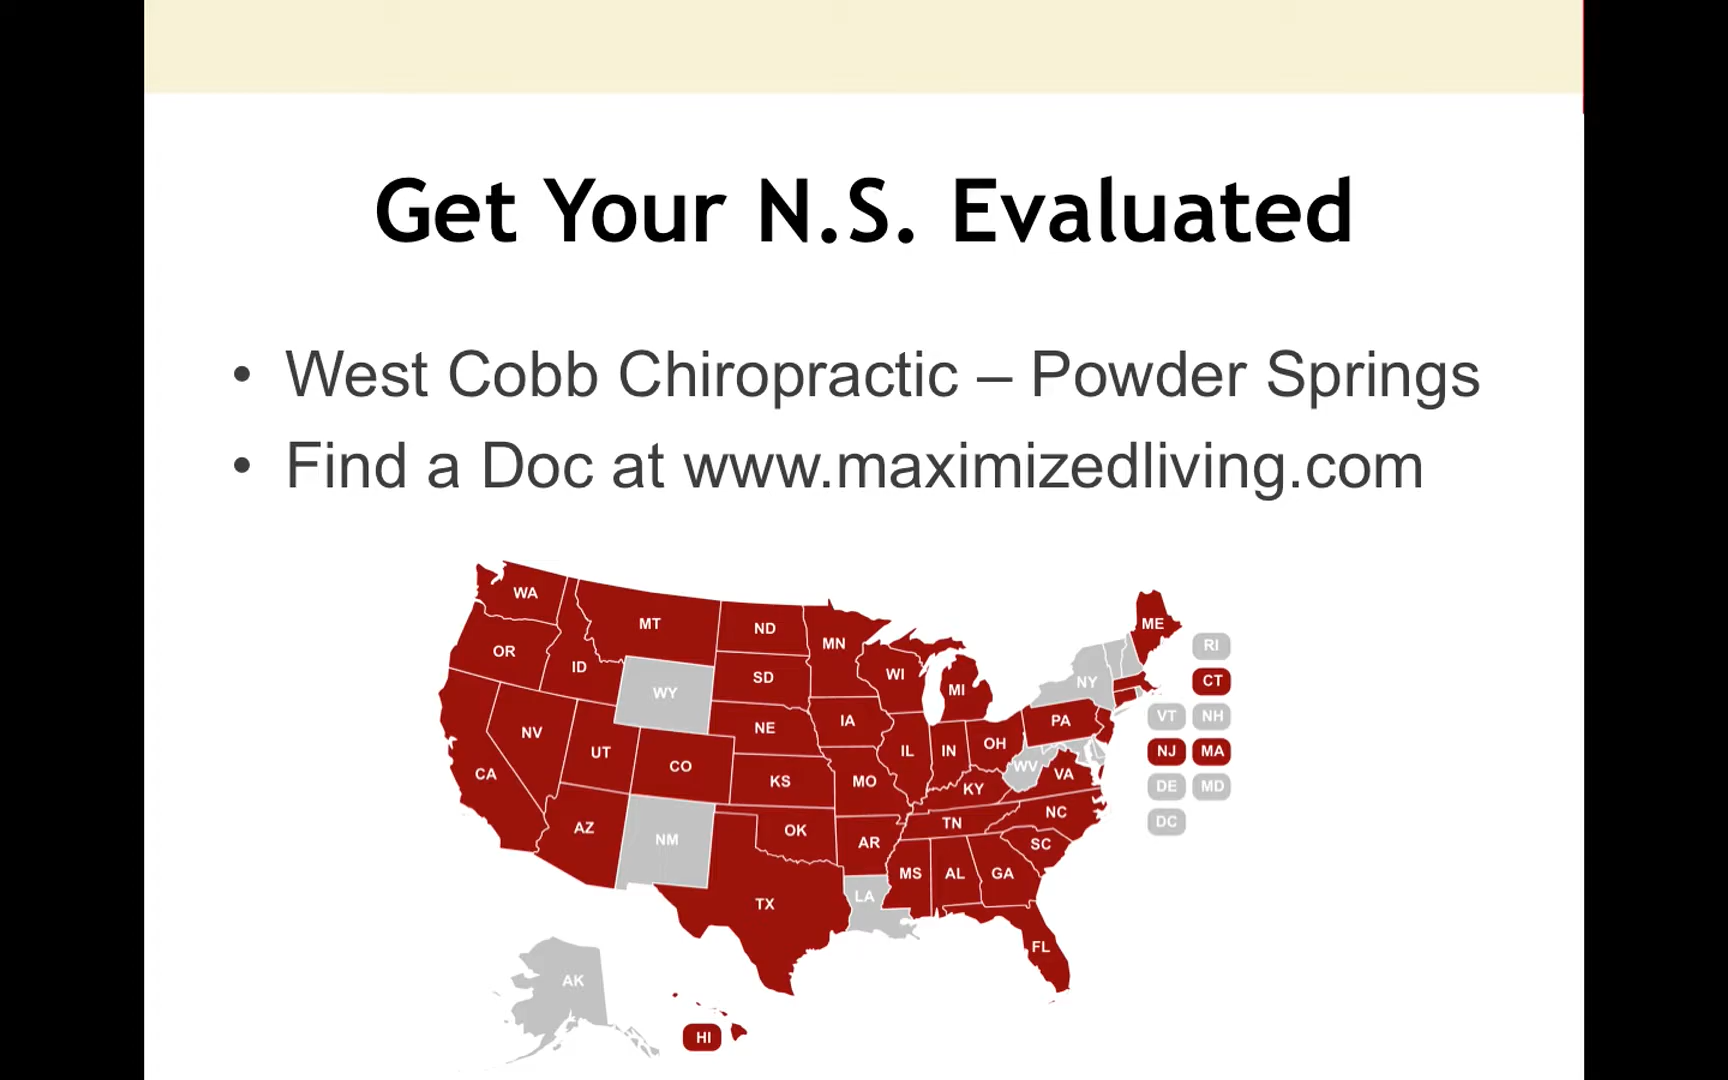 Get Your N.S. Evaluated
• West Cobb Chiropractic – Powder Springs
• Find a Doc at www.maximizedliving.com
WA
MT
ND
MN
ME
OR
ID
SD
WI
RI
WY
MI
NY
CT
NV
NE
IA
PA
VT
NH
UT
CO
IL
IN
OH
NJ
MA
CA
KS
MO
WV
VA
KY
DE
MD
AZ
NM
OK
AR
TN
NC
DC
SC
MS
AL
GA
TX
LA
FL
AK
HI